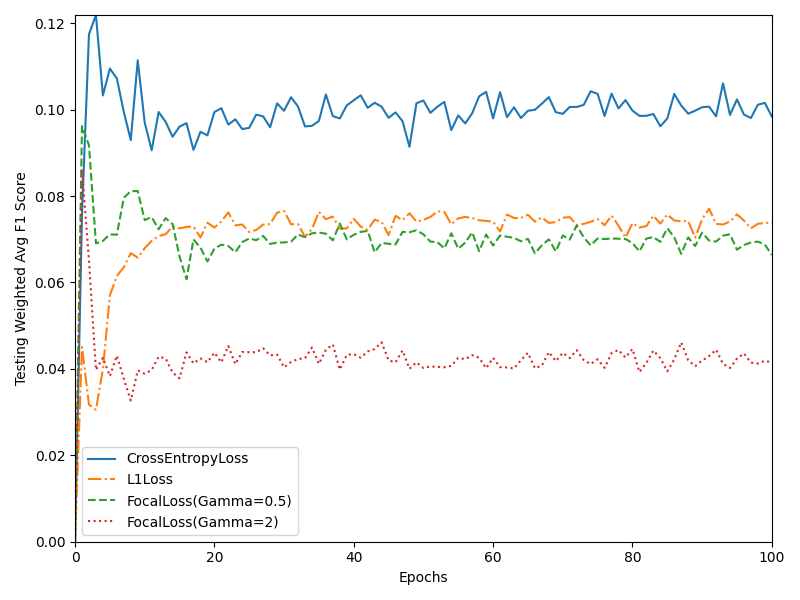 0.12
0.10
0.08
0.06
0.04
0.02
0.00
Testing Weighted Avg F1 Score
CrossEntropyLoss
L1Loss
FocalLoss(Gamma=0.5)
FocalLoss(Gamma=2)
0 20 40 60 80 100
Epochs